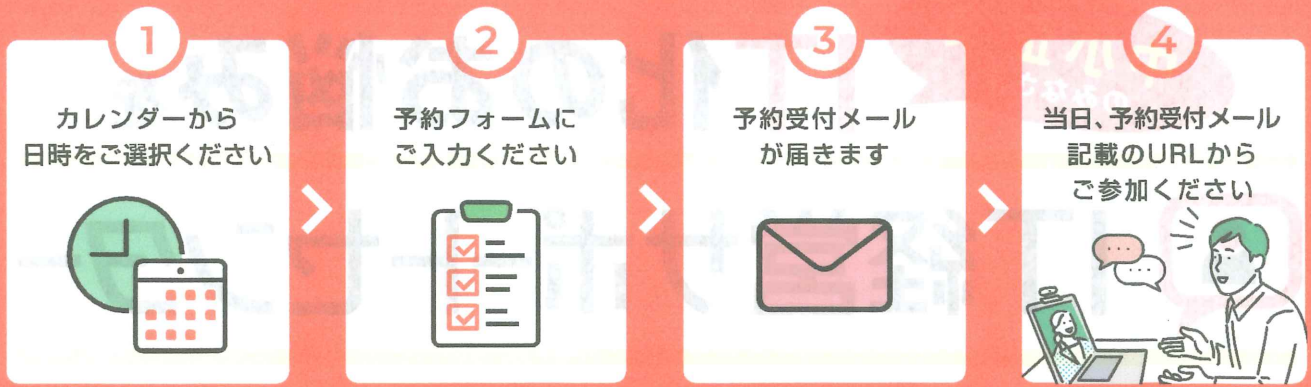 1
カレンダーから
日時をご選択ください
2
予約フォームに
ご入力ください
3
予約受付メール
が届きます
4
当日、予約受付メール
記載のURLから
ご参加ください